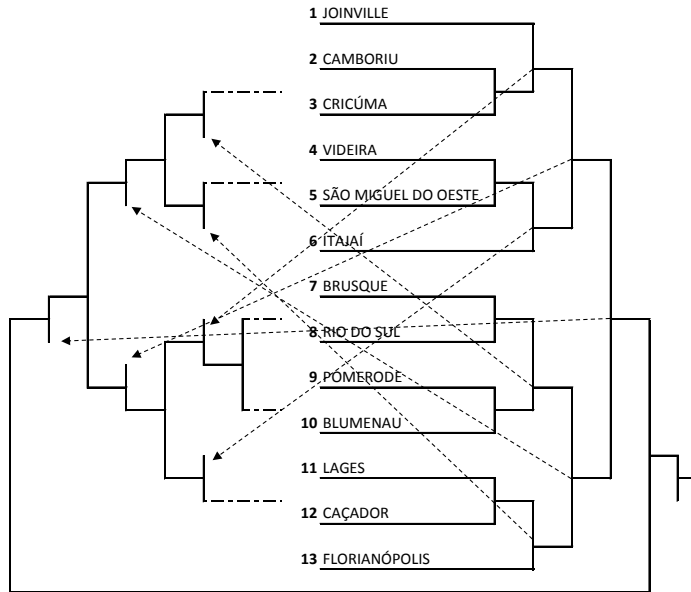 1 JOINVILLE
2 CAMBORIU
3 CRICÚMA
4 VIDEIRA
5 SÃO MIGUEL DO OESTE
6 ITAJAÍ
7 BRUSQUE
8 RIO DO SUL
9 POMERODE
10 BLUMENAU
11 LAGES
12 CAÇADOR
13 FLORIANÓPOLIS